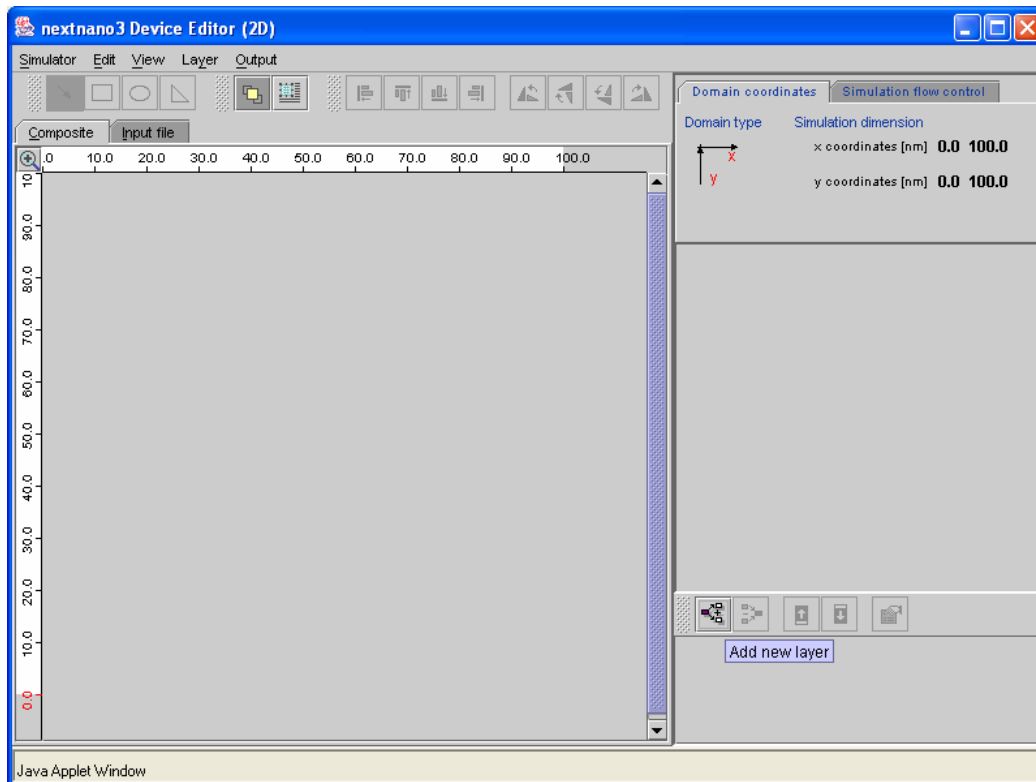 nextnano3 Device Editor (2D)
Simulator Edit View Layer Output
Domain coordinates Simulation flow control
Composite Input file
Domain type Simulation dimension
x coordinates [nm] 0.0 100.0
x
y
y coordinates [nm] 0.0 100.0
.0 10.0 20.0 30.0 40.0 50.0 60.0 70.0 80.0 90.0 100.0
10
90.0
80.0
70.0
60.0
50.0
40.0
30.0
20.0
10.0
0.0
Add new layer
Java Applet Window